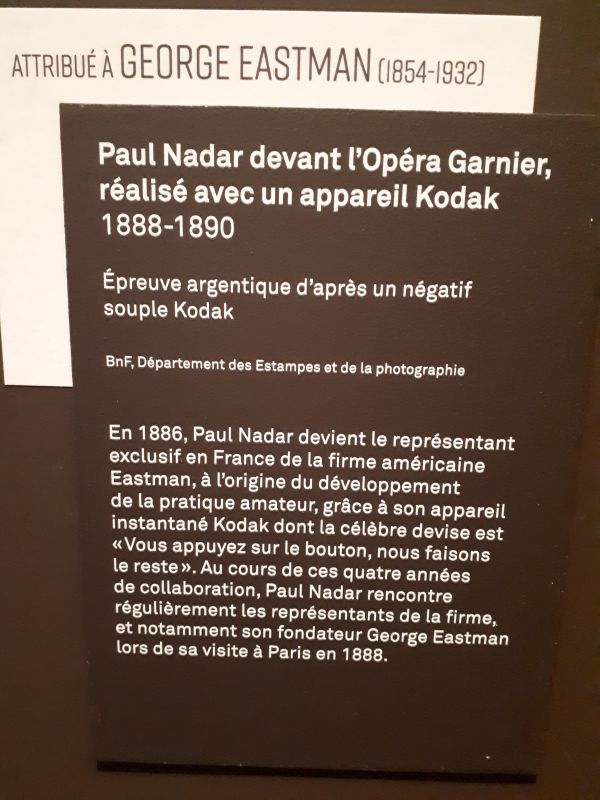 ATTRIBUÉ À GEORGE EASTMAN (1854-1932)
Paul Nadar devant l'Opéra Garnier,
réalisé avec un appareil Kodak
1888-1890
Épreuve argentique d'après un négatif
souple Kodak
BnF, Département des Estampes et de la photographie
En 1886, Paul Nadar devient le représentant
exclusif en France de la firme américaine
Eastman, à l'origine du développement
de la pratique amateur, grâce à son appareil
instantané Kodak dont la célèbre devise est
«Vous appuyez sur le bouton, nous faisons
le reste». Au cours de ces quatre années
de collaboration, Paul Nadar rencontre
régulièrement les représentants de la firme,
et notamment son fondateur George Eastman
lors de sa visite à Paris en 1888.